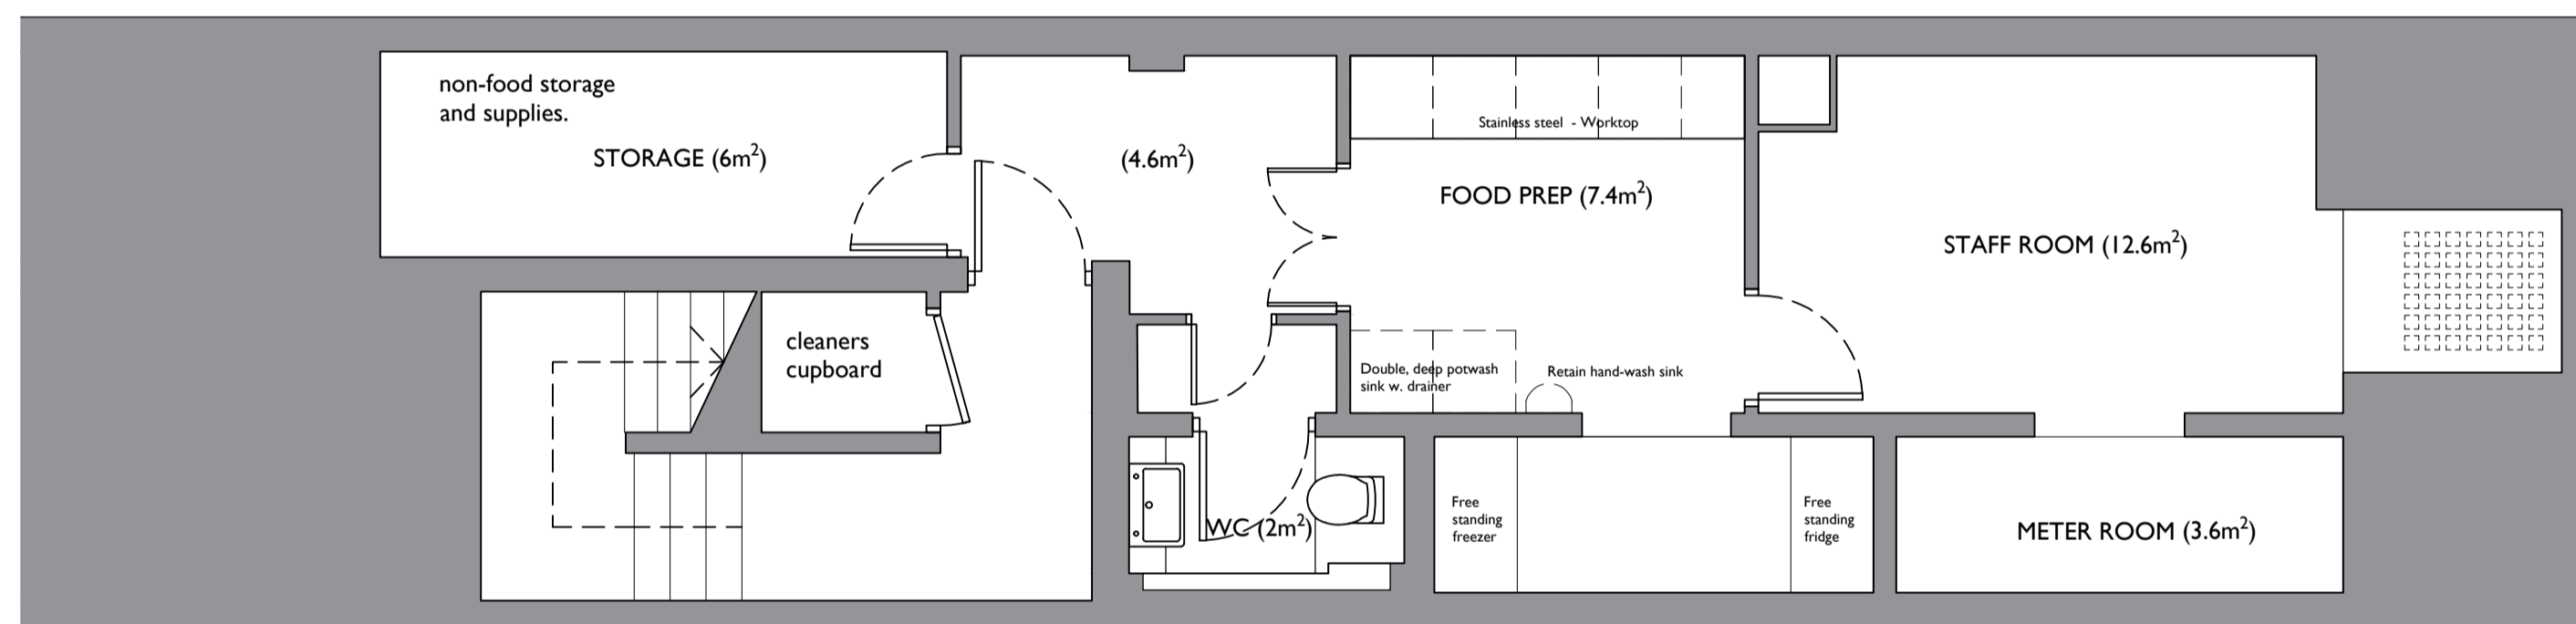 non-food storage
and supplies.
STORAGE (6m²)
(4.6m²)
Stainless steel - Worktop
FOOD PREP (7.4m²)
STAFF ROOM (12.6m²)
cleaners
cupboard
Double, deep potwash
sink w. drainer
Retain hand-wash sink
WC (2m²)
Free
standing
freezer
Free
standing
fridge
METER ROOM (3.6m²)